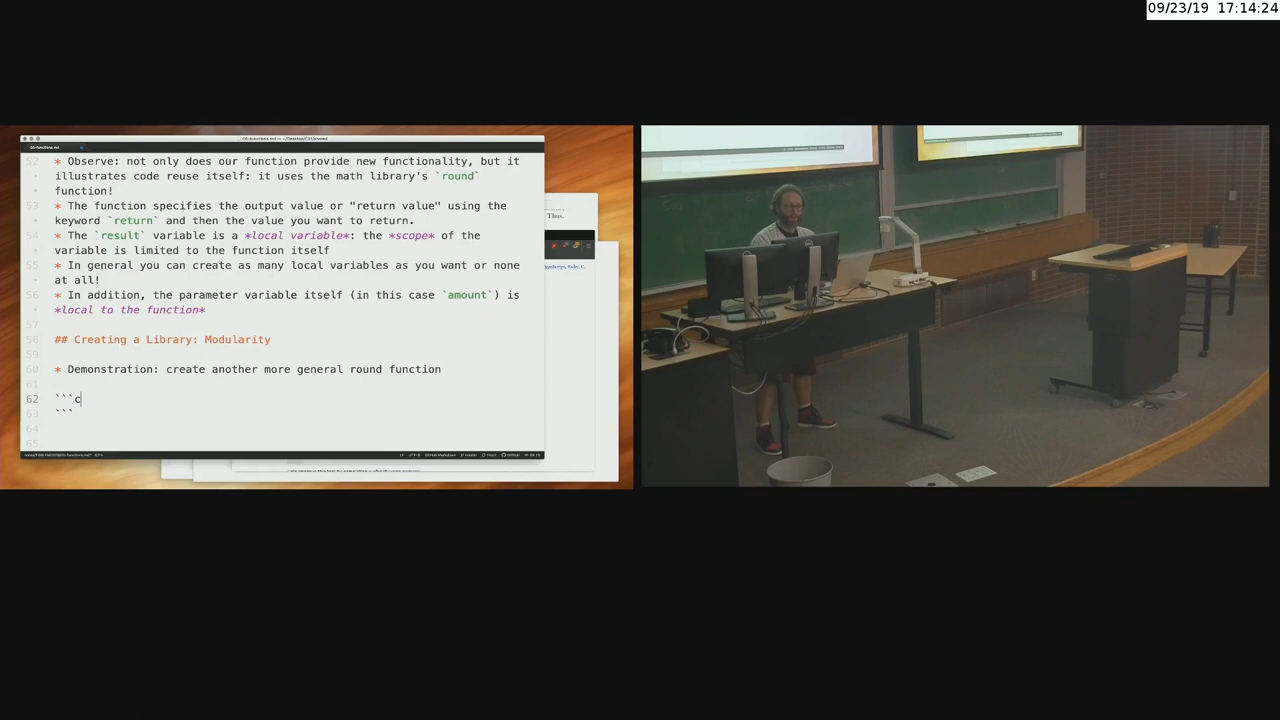 09/23/19 17:14:24
05-functions.md
52 * Observe: not only does our function provide new functionality, but it
• illustrates code reuse itself: it uses the math library's `round`
• function!
53 * The function specifies the output value or "return value" using the
• keyword `return` and then the value you want to return.
54 * The `result` variable is a *local variable*: the *scope* of the
• variable is limited to the function itself
55 * In general you can create as many local variables as you want or none
• at all!
56 * In addition, the parameter variable itself (in this case `amount`) is
• *local to the function*
57
58 ## Creating a Library: Modularity
59
60 * Demonstration: create another more general round function
61
62 ```c
63 ```
64
65
Thus,